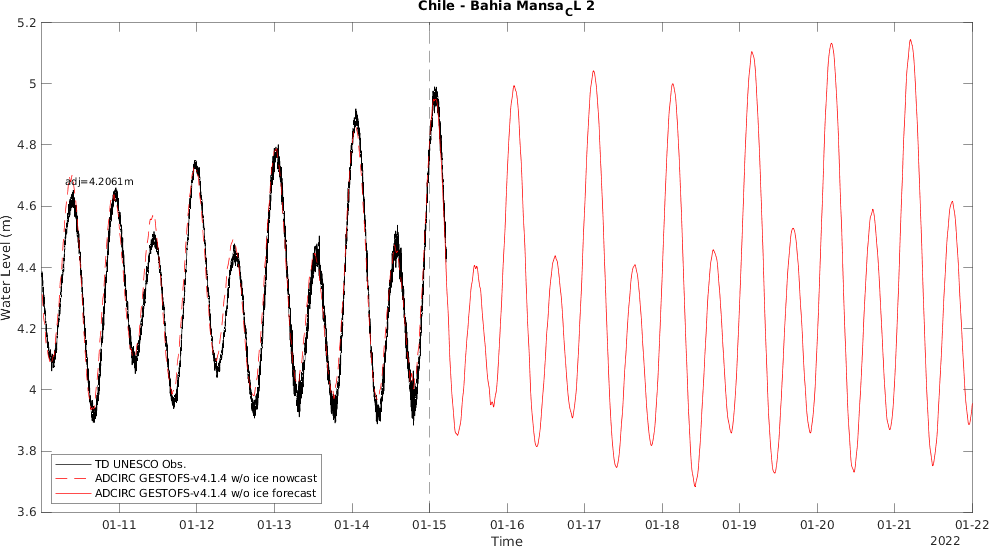 Chile - Bahia Mansa_CL 2
5.2
5
4.8
4.6
4.4
4.2
4
3.8
3.6
Water Level (m)
adj=4.2061m
TD UNESCO Obs.
ADCIRC GESTOFS-v4.1.4 w/o ice nowcast
ADCIRC GESTOFS-v4.1.4 w/o ice forecast
01-11 01-12 01-13 01-14 01-15 01-16 01-17 01-18 01-19 01-20 01-21 01-22
Time
2022